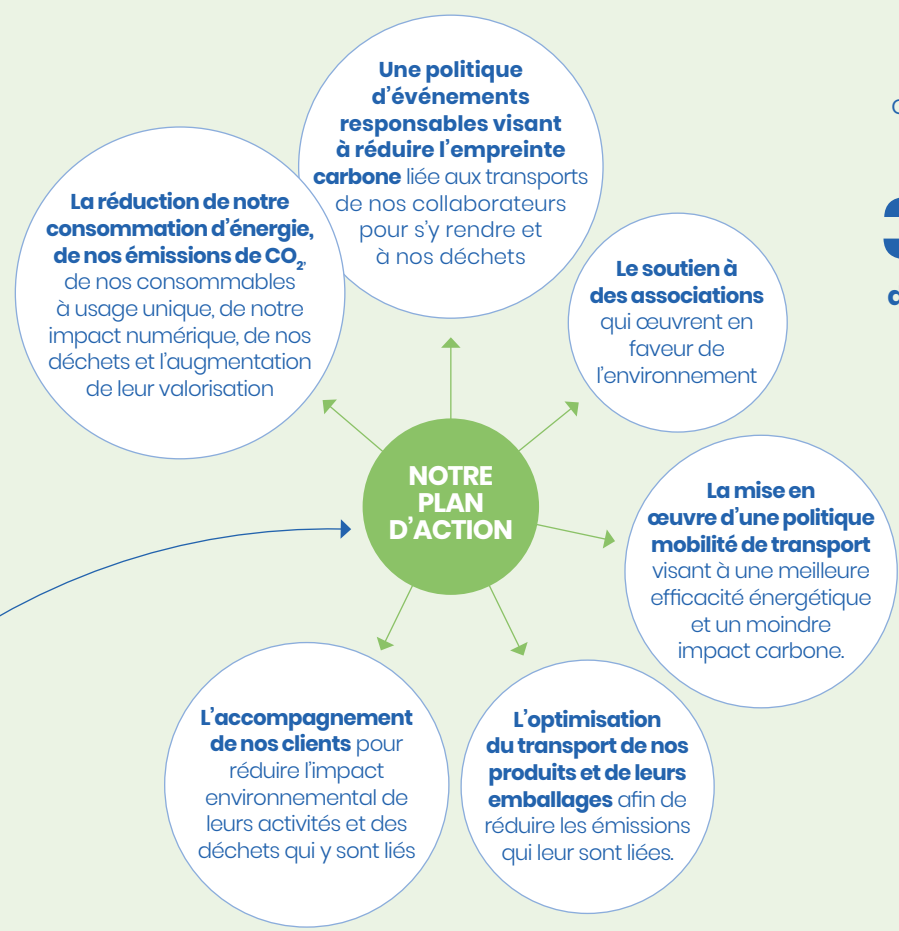 Une politique
d'événements
responsables visant
à réduire l'empreinte
carbone liée aux transports
de nos collaborateurs
pour s'y rendre et
à nos déchets
La réduction de notre
consommation d'énergie,
de nos émissions de CO₂,
de nos consommables
à usage unique, de notre
impact numérique, de nos
déchets et l'augmentation
de leur valorisation
Le soutien à
des associations
qui œuvrent en
faveur de
l'environnement
NOTRE
PLAN
D'ACTION
La mise en
œuvre d'une politique
mobilité de transport
visant à une meilleure
efficacité énergétique
et un moindre
impact carbone.
L'accompagnement
de nos clients pour
réduire l'impact
environnemental de
leurs activités et des
déchets qui y sont liés
L'optimisation
du transport de nos
produits et de leurs
emballages afin de
réduire les émissions
qui leur sont liées.